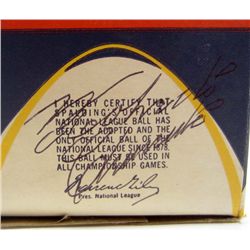 I HEREBY CERTIFY THAT
SPALDING'S OFFICIAL
NATIONAL LEAGUE BALL HAS
BEEN THE ADOPTED AND THE
ONLY OFFICIAL BALL OF THE
NATIONAL LEAGUE SINCE 1878.
THIS BALL MUST BE USED IN
ALL CHAMPIONSHIP GAMES.
Pres. National League